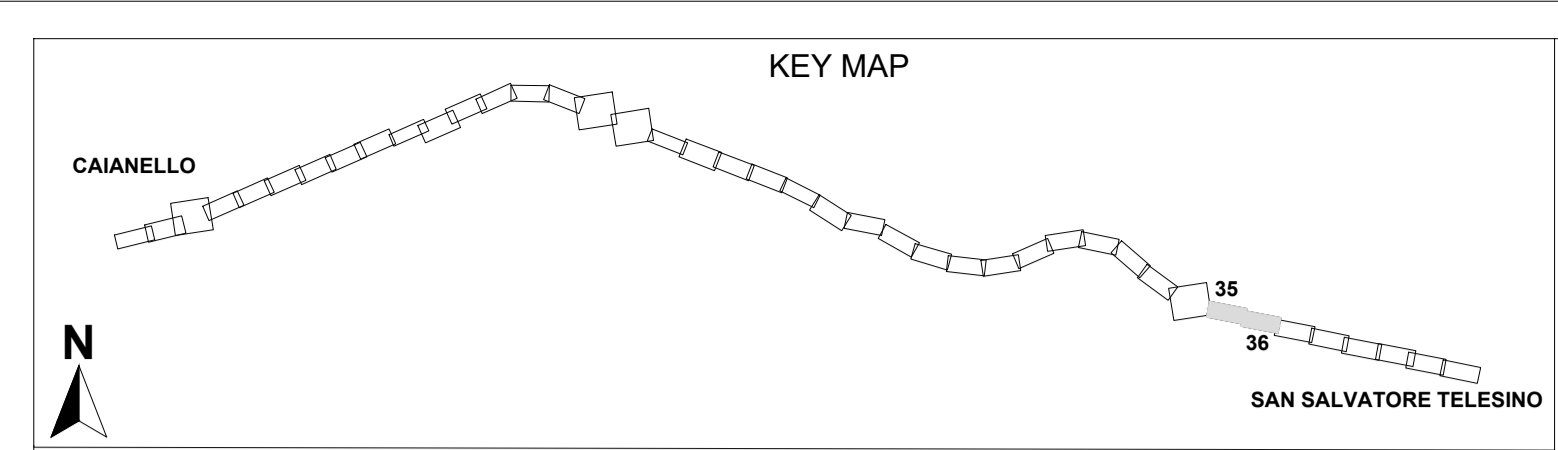 KEY MAP
CAIANELLO
35
N
36
SAN SALVATORE TELESINO